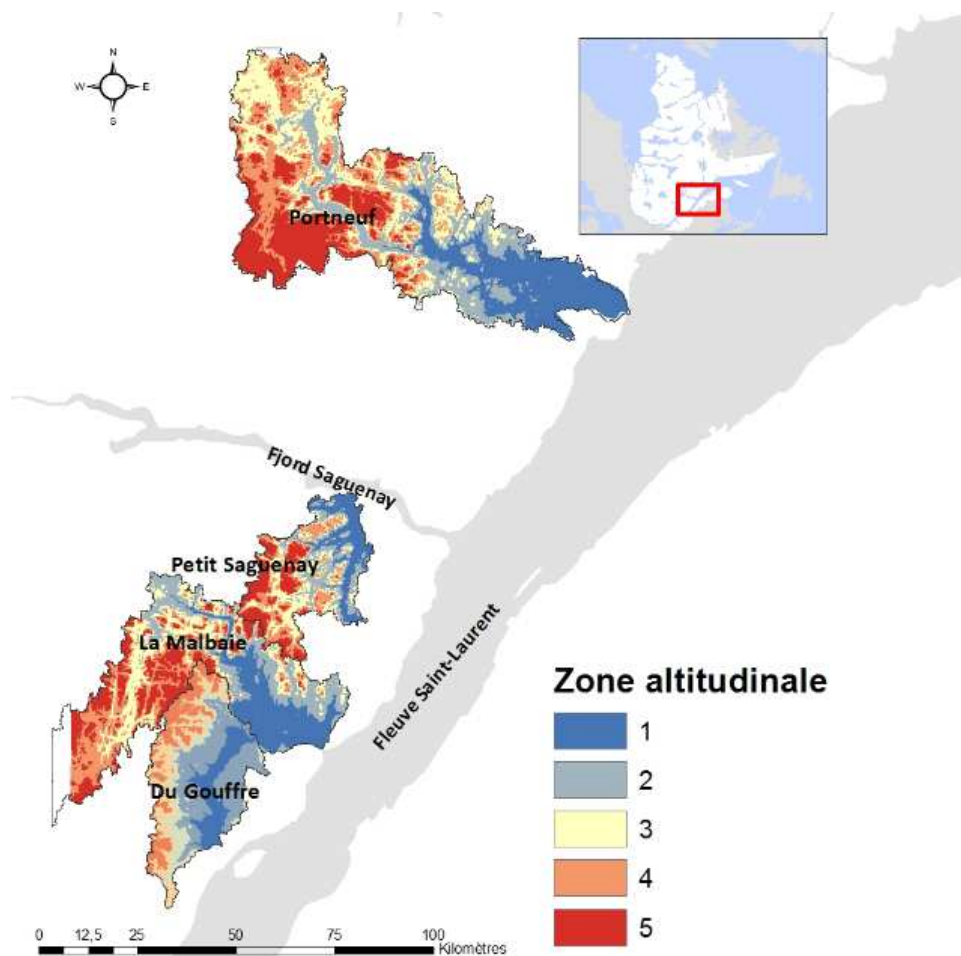 N
W E
S
Portneuf
Fjord Saguenay
Petit Saguenay
La Malbaie
Fleuve Saint-Laurent
Du Gouffre
Zone altitudinale
1
2
3
4
5
0 12,5 25 50 75 100
Kilomètres